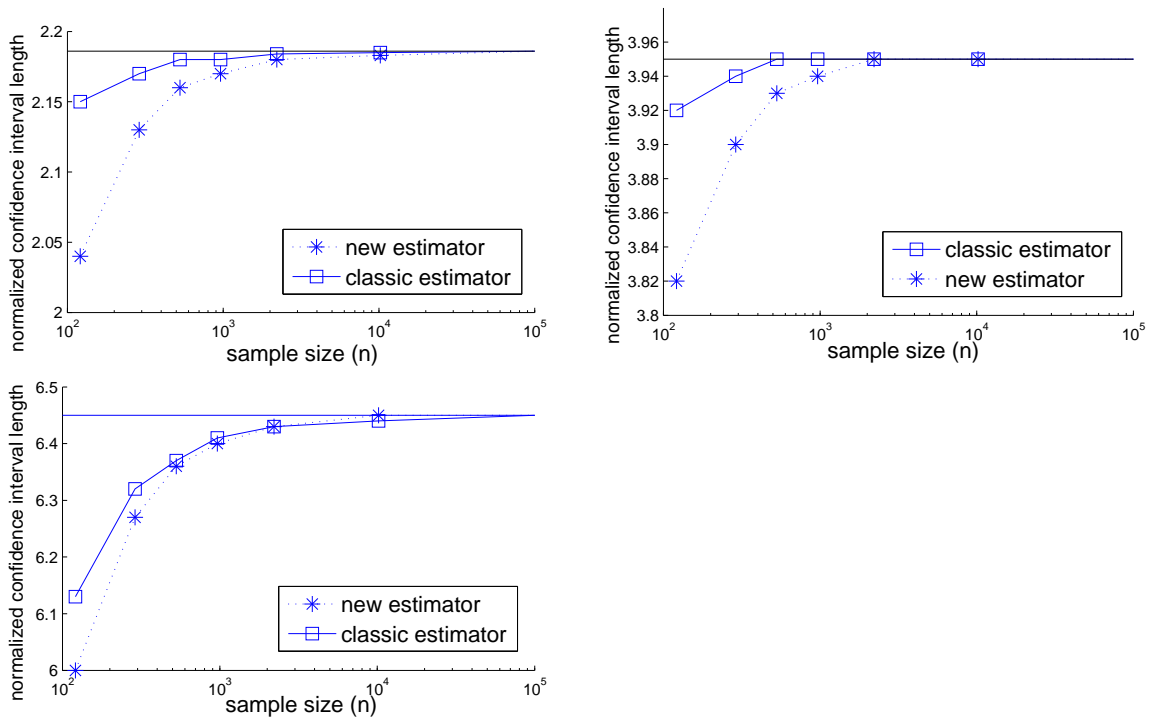 normalized confidence interval length
2.2
2.15
2.1
2.05
2
10^2
10^3
10^4
10^5
sample size (n)
new estimator
classic estimator
normalized confidence interval length
3.96
3.94
3.92
3.9
3.88
3.86
3.84
3.82
3.8
10^2
10^3
10^4
10^5
sample size (n)
classic estimator
new estimator
normalized confidence interval length
6.5
6.4
6.3
6.2
6.1
6
10^2
10^3
10^4
10^5
sample size (n)
new estimator
classic estimator